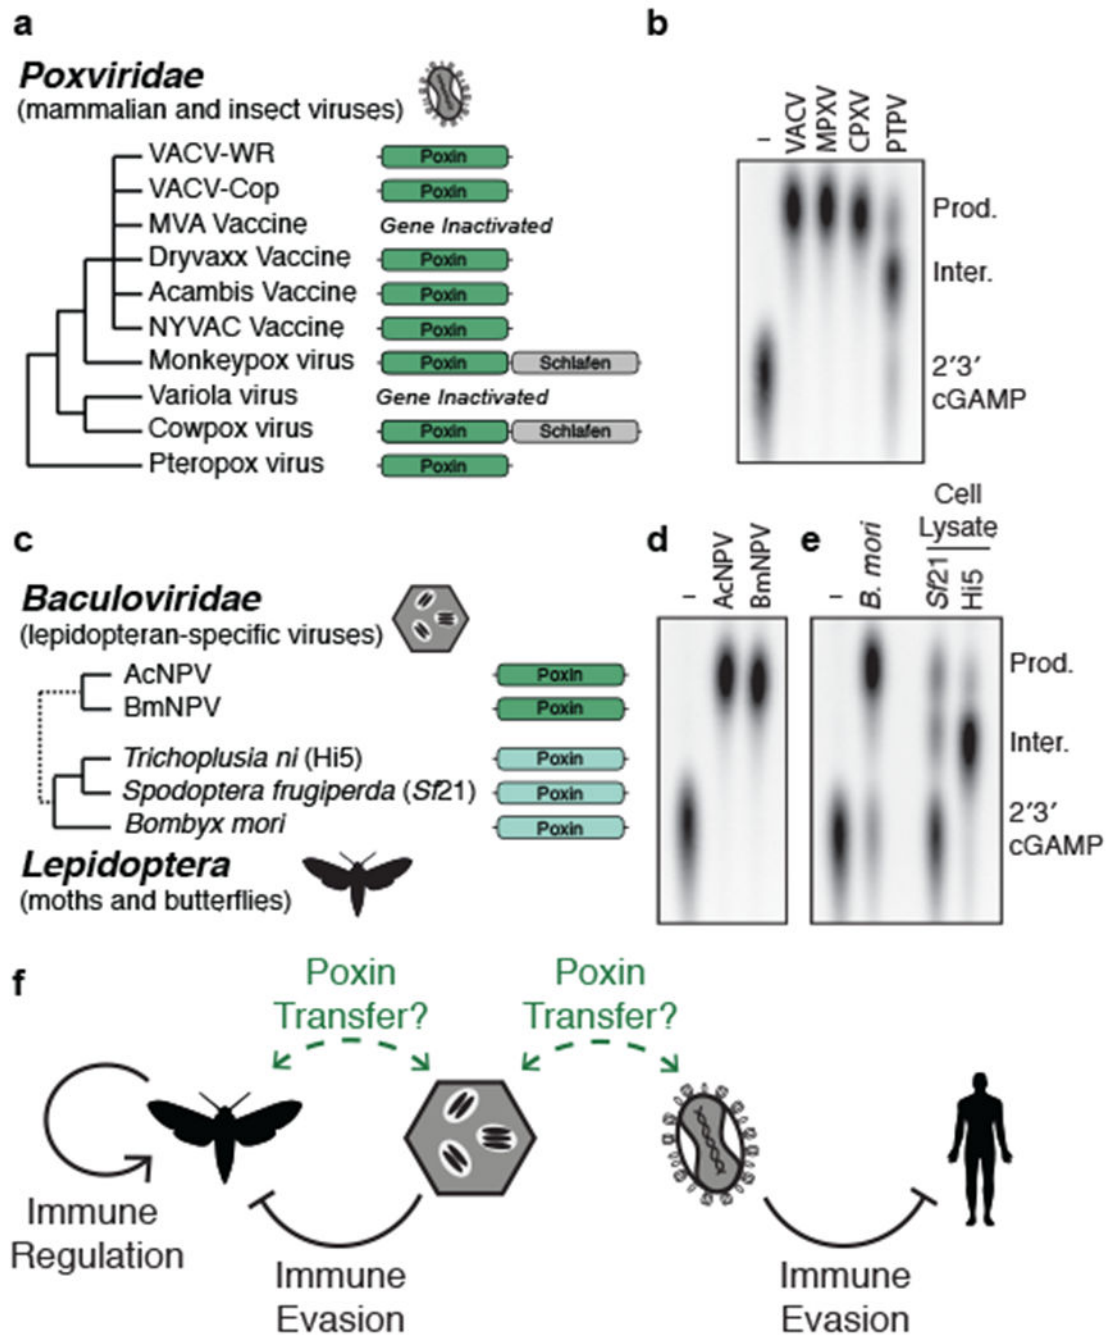 a
Poxviridae
(mammalian and insect viruses)
VACV-WR Poxin
VACV-Cop Poxin
MVA Vaccine Gene Inactivated
Dryvaxx Vaccine Poxin
Acambis Vaccine Poxin
NYVAC Vaccine Poxin
Monkeypox virus Poxin Schlafen
Variola virus Gene Inactivated
Cowpox virus Poxin Schlafen
Pteropox virus Poxin
b
– VACV MPXV CPXV PTPV
Prod.
Inter.
2′3′
cGAMP
c
Baculoviridae
(lepidopteran-specific viruses)
AcNPV Poxin
BmNPV Poxin
Trichoplusia ni (Hi5) Poxin
Spodoptera frugiperda (Sf21) Poxin
Bombyx mori Poxin
Lepidoptera
(moths and butterflies)
d
– AcNPV BmNPV
e
Cell
Lysate
– B. mori Sf21 Hi5
Prod.
Inter.
2′3′
cGAMP
f
Poxin
Transfer?
Poxin
Transfer?
Immune
Regulation
Immune
Evasion
Immune
Evasion